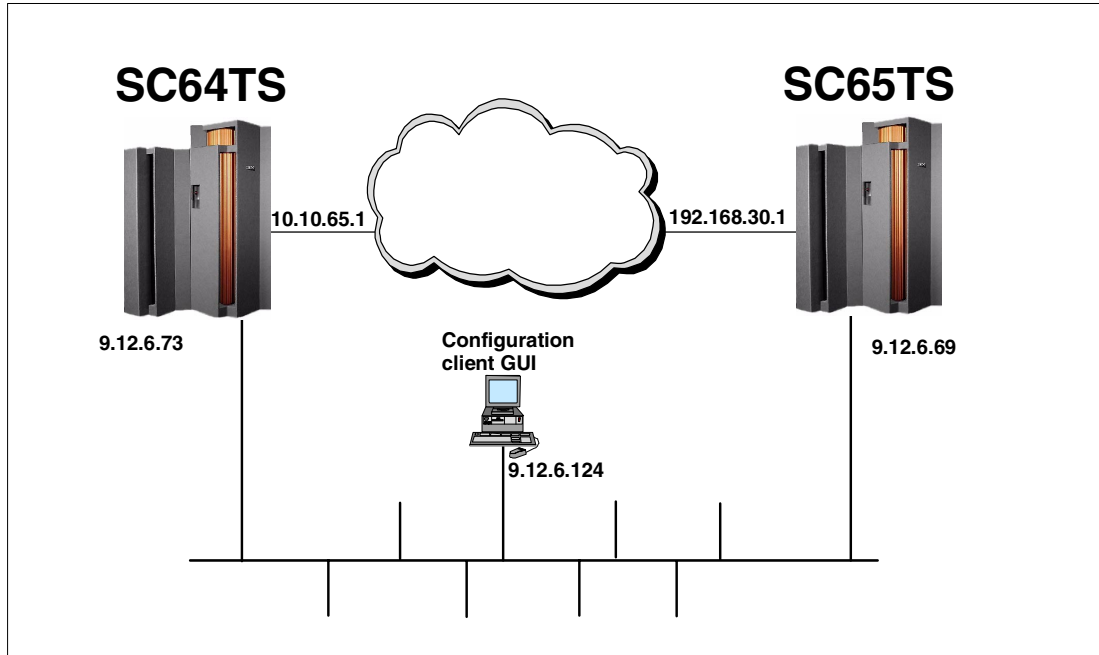 SC64TS
SC65TS
10.10.65.1
192.168.30.1
9.12.6.73
Configuration
client GUI
9.12.6.69
9.12.6.124